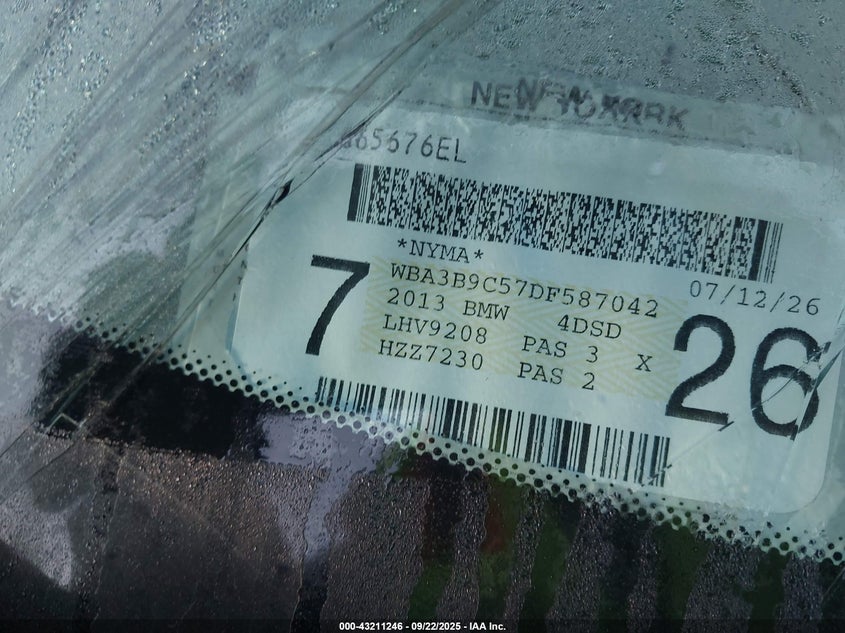 NEW YORK
65676EL
*NYMA*
WBA3B9C57DF587042
07/12/26
2013 BMW 4DSD
LHV9208 PAS 3 X
HZZ7230 PAS 2
7
26
000-43211246 - 09/22/2025 - IAA Inc.